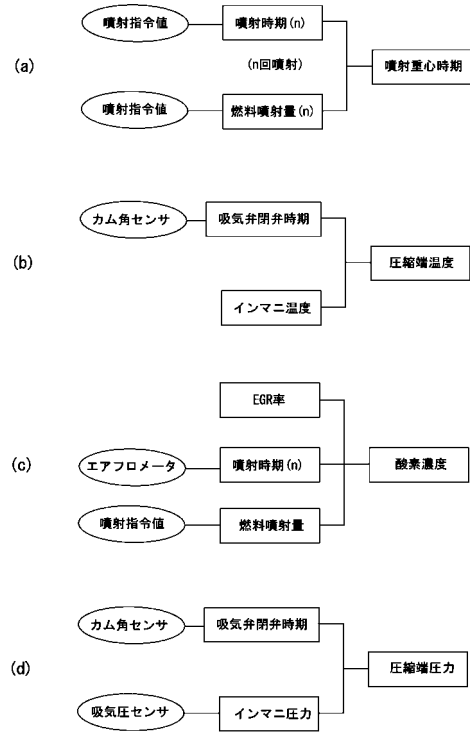 噴射指令値
噴射時期(n)
(a)
(n回噴射)
噴射重心時期
噴射指令値
燃料噴射量(n)
カム角センサ
吸気弁閉弁時期
(b)
圧縮端温度
インマニ温度
EGR率
(c)
エアフロメータ
噴射時期(n)
酸素濃度
噴射指令値
燃料噴射量
カム角センサ
吸気弁閉弁時期
(d)
圧縮端圧力
吸気圧センサ
インマニ圧力